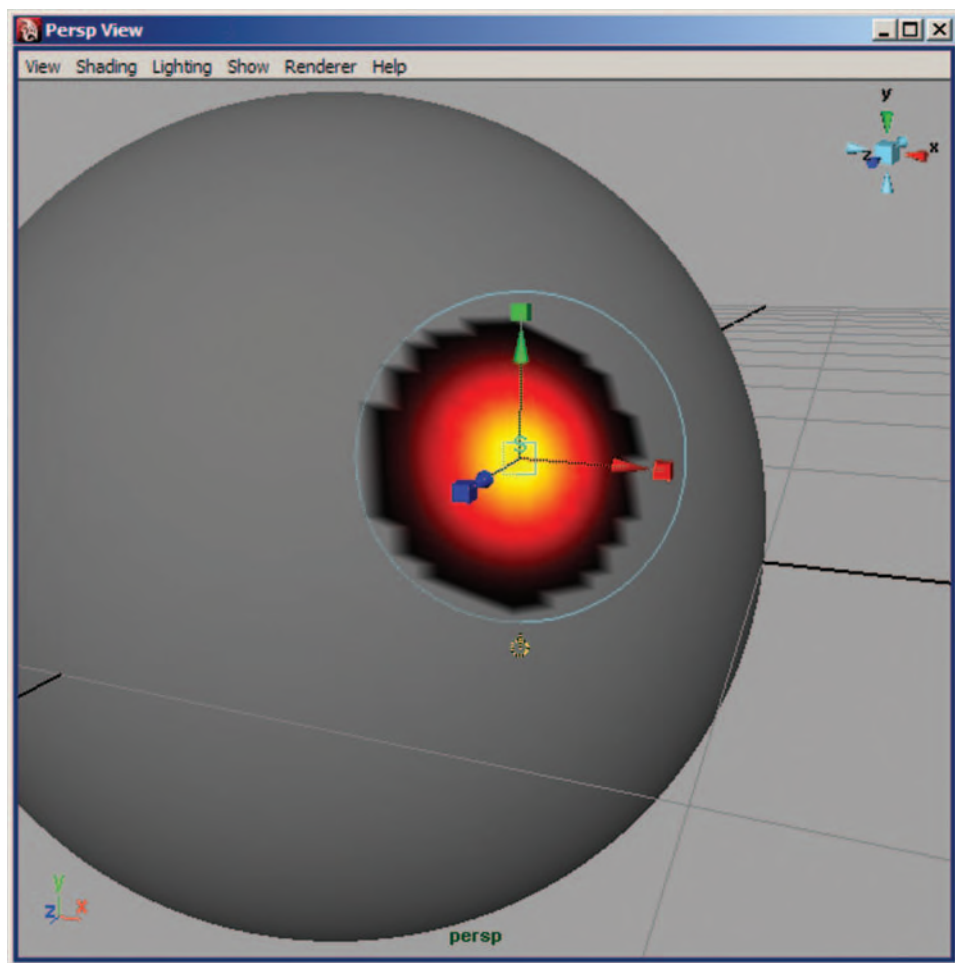 Persp View
View Shading Lighting Show Renderer Help
y
z x
S
y
z x
persp